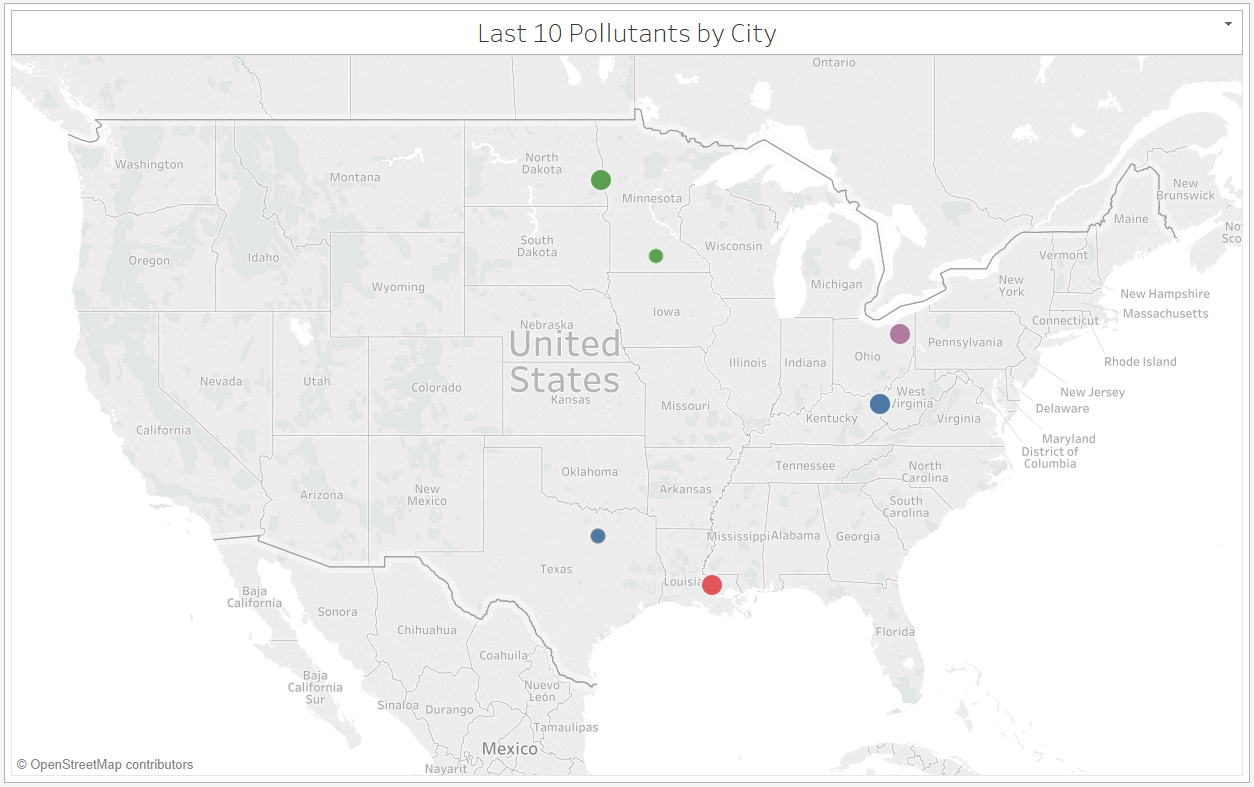 Last 10 Pollutants by City
Ontario
Washington
Montana
North
Dakota
Minnesota
New
Brunswick
Maine
Nova
Sco
Oregon
Idaho
South
Dakota
Wisconsin
Vermont
Wyoming
Michigan
New
York
New Hampshire
Massachusetts
Iowa
Connecticut
Nebraska
United
States
Kansas
Pennsylvania
Ohio
Illinois
Indiana
Rhode Island
Nevada
Utah
Colorado
New Jersey
Delaware
Missouri
West
Virginia
Kentucky
Virginia
California
Maryland
District of
Columbia
Tennessee
North
Carolina
Oklahoma
Arkansas
Arizona
New
Mexico
South
Carolina
Mississippi
Alabama
Georgia
Texas
Louisia
Baja
California
Sonora
Chihuahua
Florida
Coahuila
Baja
California
Sur
Nuevo
León
Sinaloa
Durango
Tamaulipas
Mexico
Nayarit
© OpenStreetMap contributors